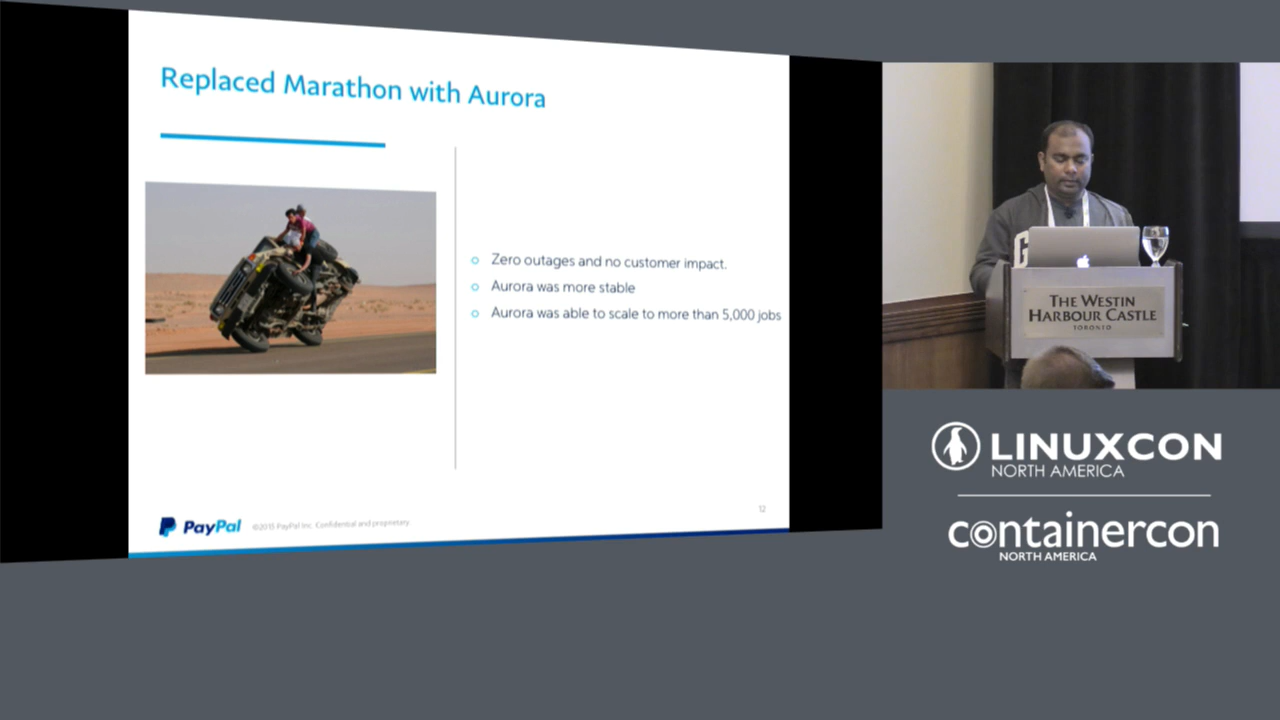 Replaced Marathon with Aurora
Zero outages and no customer impact.
Aurora was more stable
Aurora was able to scale to more than 5,000 jobs
12
PayPal
©2015 PayPal Inc. Confidential and proprietary.
THE WESTIN
HARBOUR CASTLE
TORONTO
LINUXCON
NORTH AMERICA
containercon
NORTH AMERICA